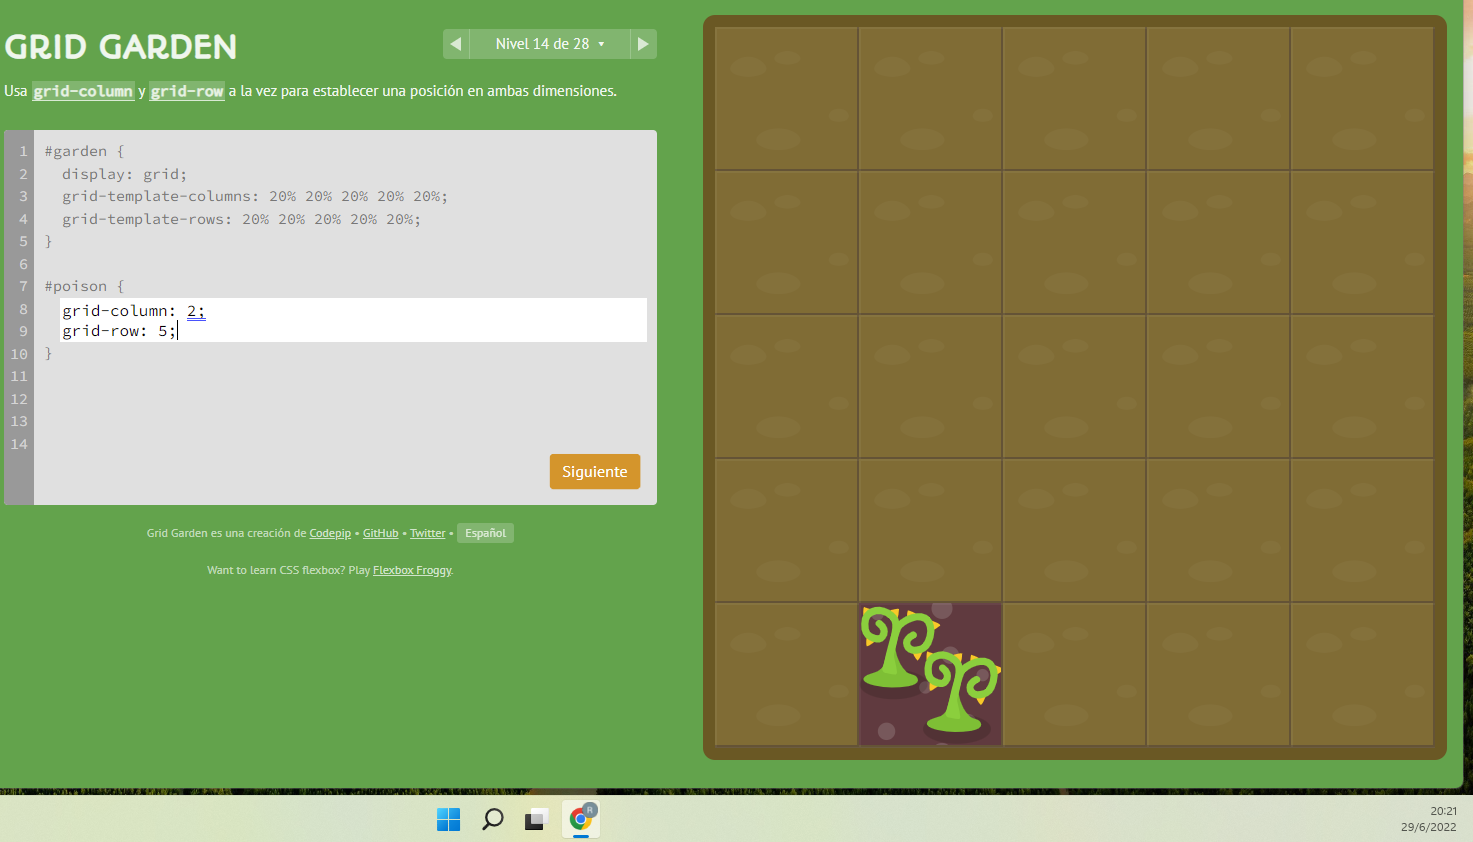 GRID GARDEN
Nivel 14 de 28
Usa grid-column y grid-row a la vez para establecer una posición en ambas dimensiones.
1 #garden {
2 display: grid;
3 grid-template-columns: 20% 20% 20% 20% 20%;
4 grid-template-rows: 20% 20% 20% 20% 20%;
5 }
6
7 #poison {
8 grid-column: 2;
9 grid-row: 5;
10 }
11
12
13
14
Siguiente
Grid Garden es una creación de Codepip • GitHub • Twitter • Español
Want to learn CSS flexbox? Play Flexbox Froggy.
R
20:21
29/6/2022